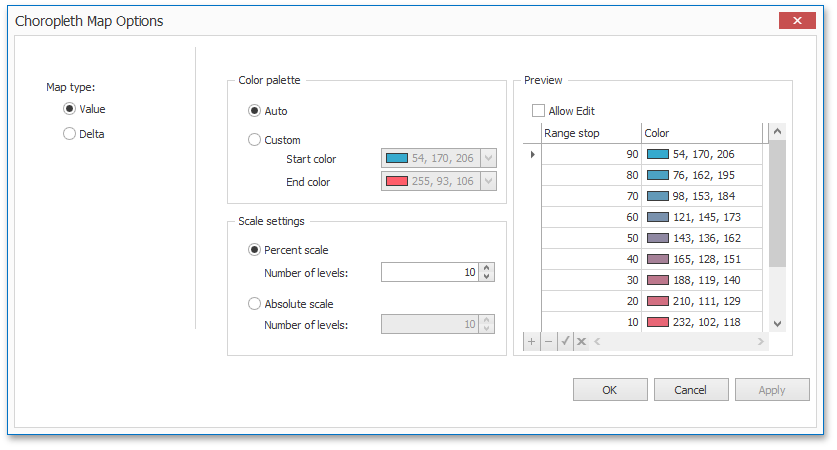 Choropleth Map Options
Map type:
Value
Delta
Color palette
Auto
Custom
Start color 54, 170, 206
End color 255, 93, 106
Scale settings
Percent scale
Number of levels: 10
Absolute scale
Number of levels: 10
Preview
Allow Edit
Range stop Color
90 54, 170, 206
80 76, 162, 195
70 98, 153, 184
60 121, 145, 173
50 143, 136, 162
40 165, 128, 151
30 188, 119, 140
20 210, 111, 129
10 232, 102, 118
OK Cancel Apply